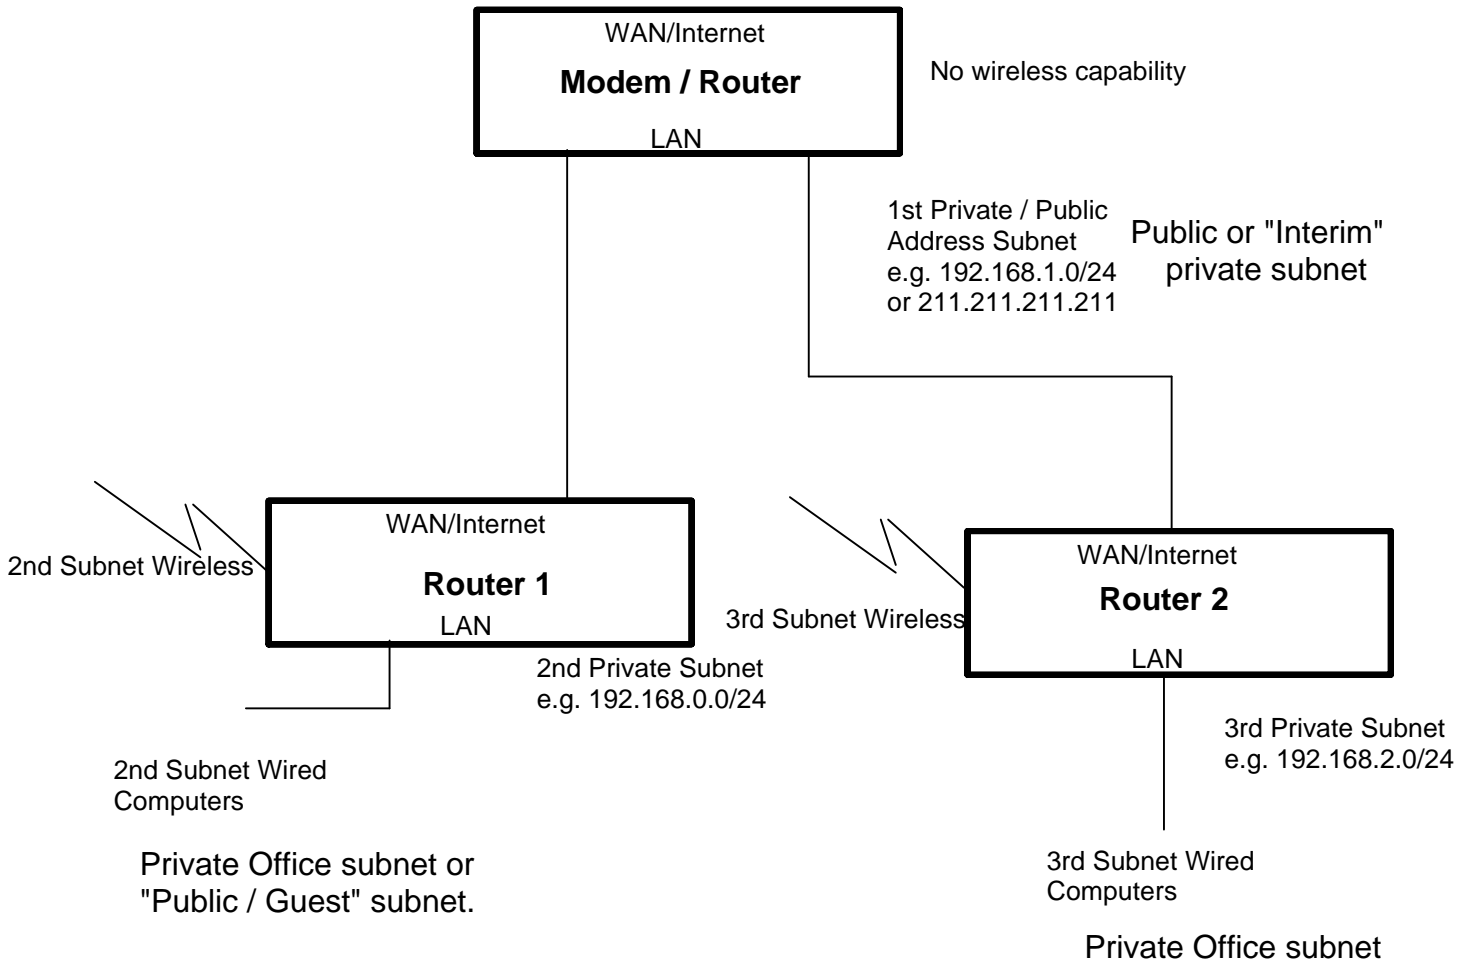 WAN/Internet
Modem / Router
LAN
No wireless capability
1st Private / Public
Address Subnet
e.g. 192.168.1.0/24
or 211.211.211.211
Public or "Interim"
private subnet
WAN/Internet
Router 1
LAN
2nd Subnet Wireless
2nd Private Subnet
e.g. 192.168.0.0/24
2nd Subnet Wired
Computers
Private Office subnet or
"Public / Guest" subnet.
WAN/Internet
Router 2
LAN
3rd Subnet Wireless
3rd Private Subnet
e.g. 192.168.2.0/24
3rd Subnet Wired
Computers
Private Office subnet